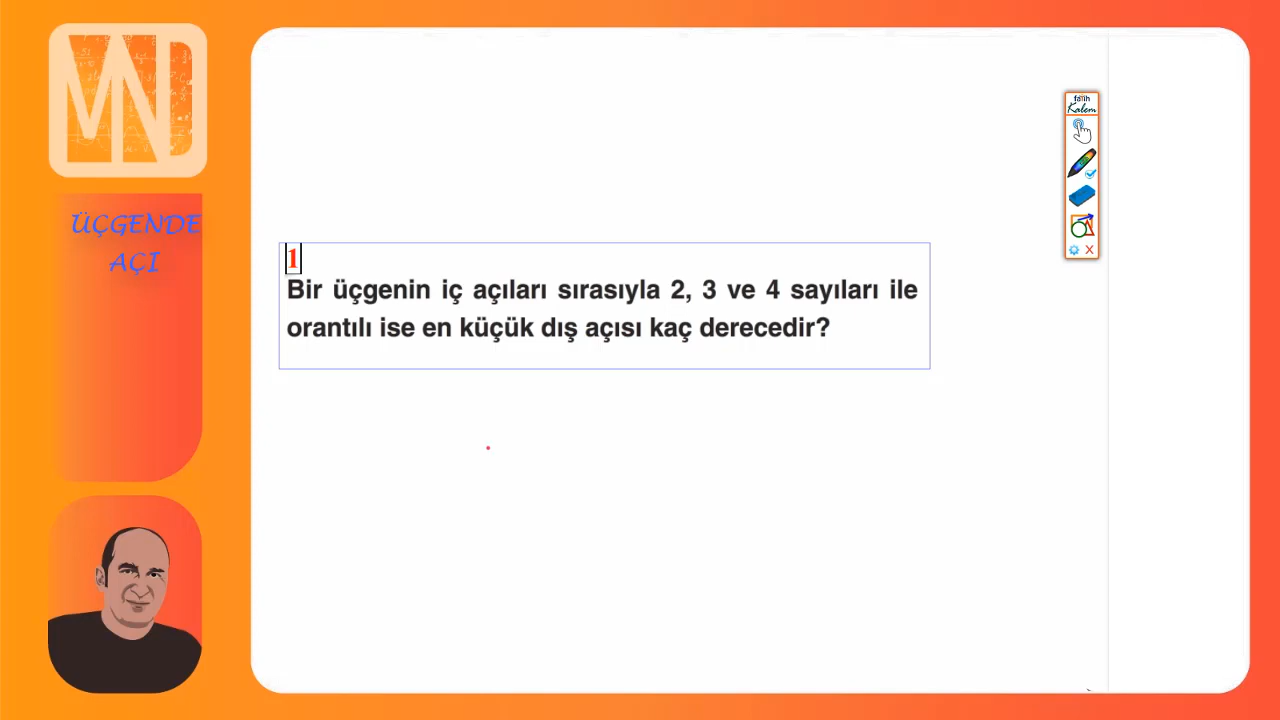 ÜÇGENDE
AÇI
1
Bir üçgenin iç açıları sırasıyla 2, 3 ve 4 sayıları ile
orantılı ise en küçük dış açısı kaç derecedir?
fatih
Kalem